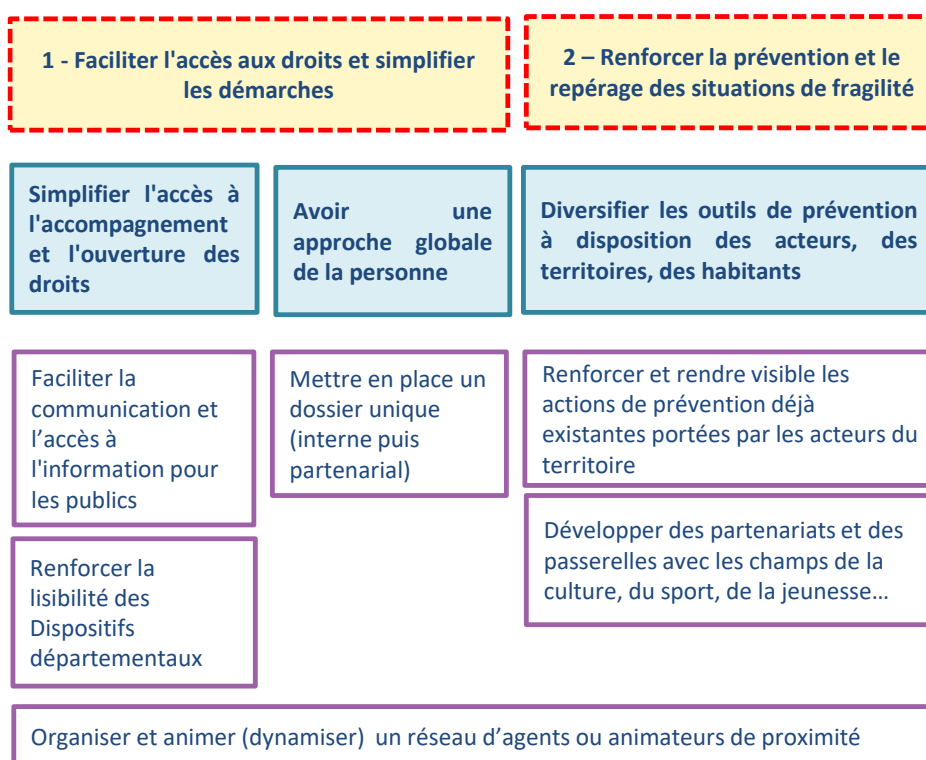 1 - Faciliter l'accès aux droits et simplifier
les démarches
2 – Renforcer la prévention et le
repérage des situations de fragilité
Simplifier l'accès à
l'accompagnement
et l'ouverture des
droits
Avoir une
approche globale
de la personne
Diversifier les outils de prévention
à disposition des acteurs, des
territoires, des habitants
Faciliter la
communication et
l’accès à
l'information pour
les publics
Mettre en place un
dossier unique
(interne puis
partenarial)
Renforcer et rendre visible les
actions de prévention déjà
existantes portées par les acteurs du
territoire
Développer des partenariats et des
passerelles avec les champs de la
culture, du sport, de la jeunesse…
Renforcer la
lisibilité des
Dispositifs
départementaux
Organiser et animer (dynamiser) un réseau d’agents ou animateurs de proximité